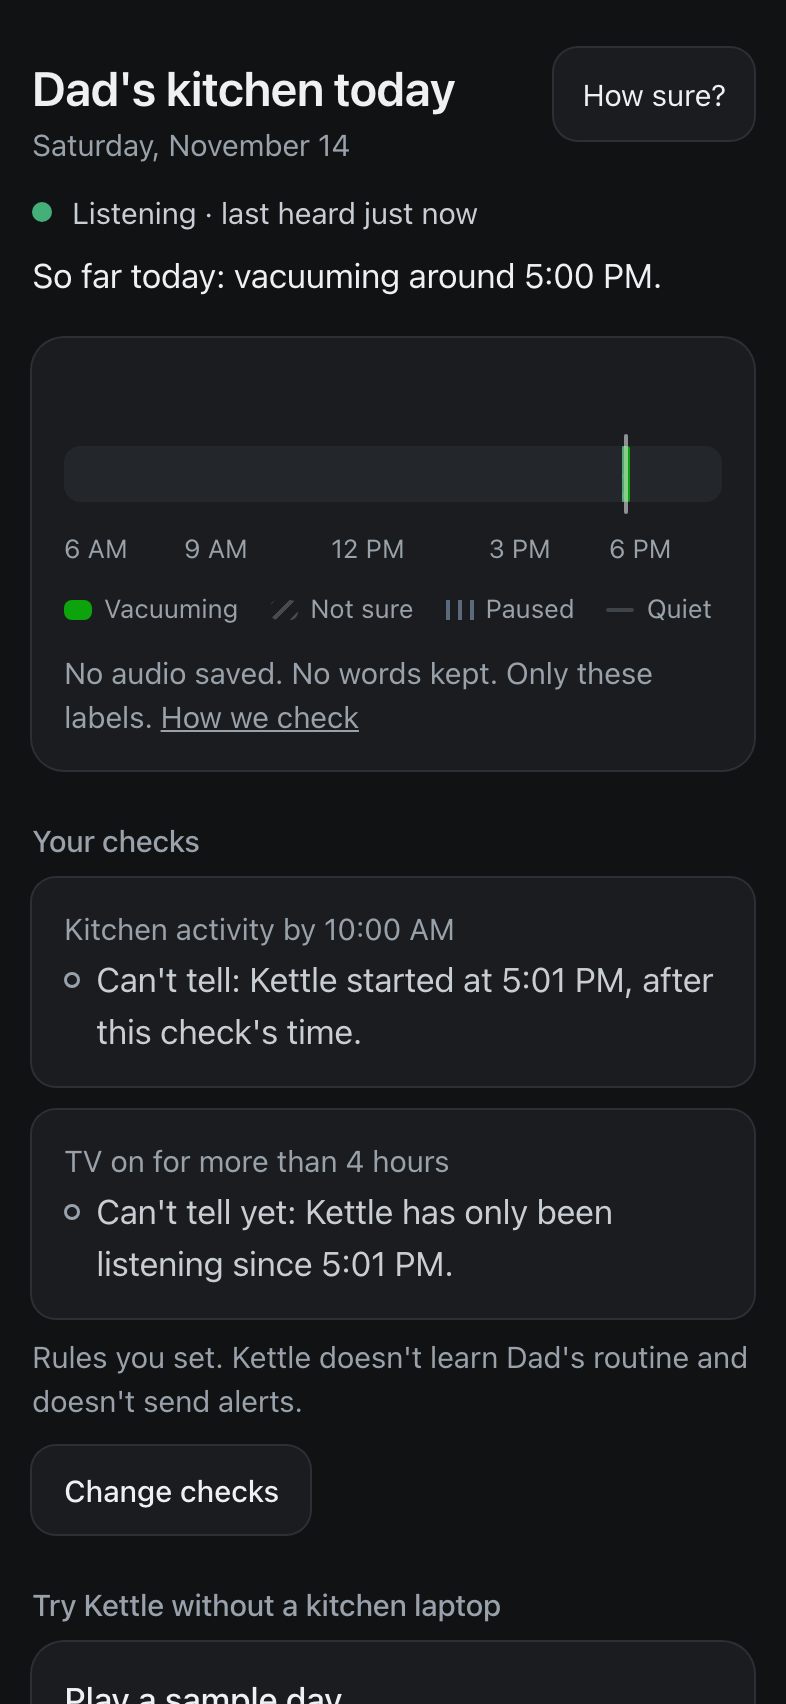 Dad's kitchen today
How sure?
Saturday, November 14
Listening · last heard just now
So far today: vacuuming around 5:00 PM.
6 AM 9 AM 12 PM 3 PM 6 PM
Vacuuming Not sure Paused Quiet
No audio saved. No words kept. Only these
labels. How we check
Your checks
Kitchen activity by 10:00 AM
Can't tell: Kettle started at 5:01 PM, after
this check's time.
TV on for more than 4 hours
Can't tell yet: Kettle has only been
listening since 5:01 PM.
Rules you set. Kettle doesn't learn Dad's routine and
doesn't send alerts.
Change checks
Try Kettle without a kitchen laptop
Play a sample day